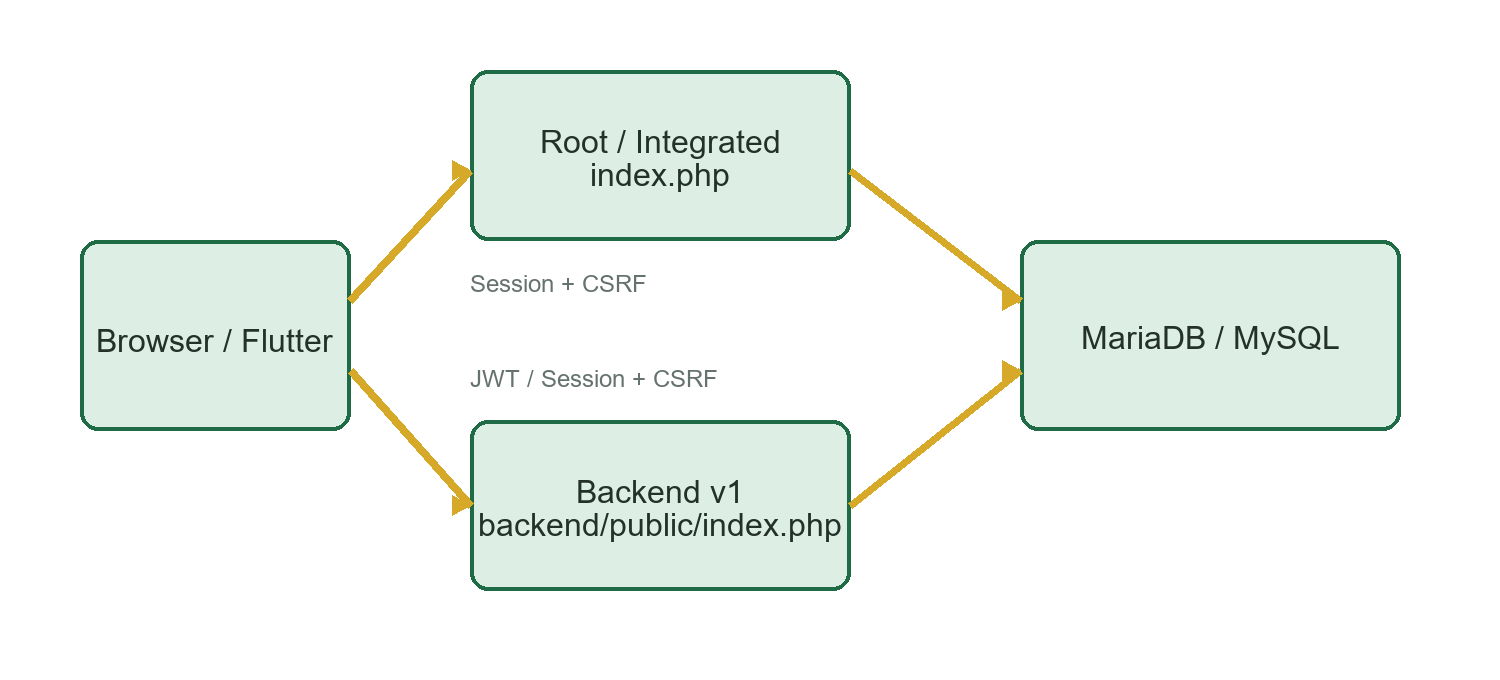 Root / Integrated
index.php
Session + CSRF
Browser / Flutter
MariaDB / MySQL
JWT / Session + CSRF
Backend v1
backend/public/index.php